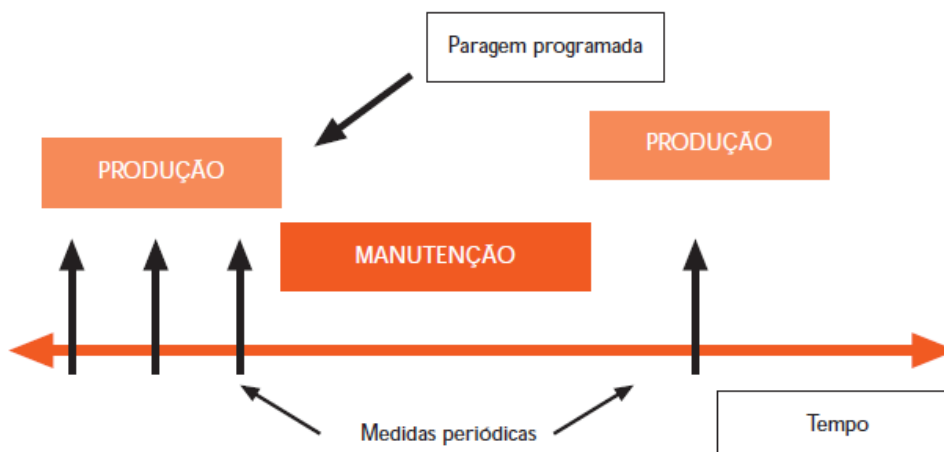 Paragem programada
PRODUÇÃO
PRODUÇÃO
MANUTENÇÃO
Medidas periódicas
Tempo